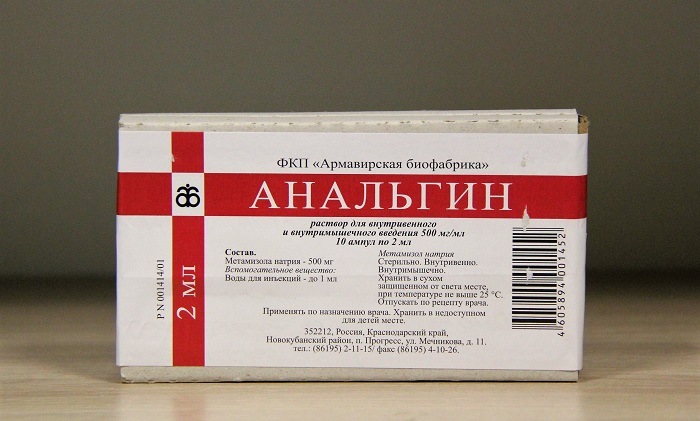 ФКП «Армавирская биофабрика»
АНАЛЬГИН
раствор для внутривенного
и внутримышечного введения 500 мг/мл
10 ампул по 2 мл
Состав.
Метамизола натрия - 500 мг
Вспомогательное вещество:
Воды для инъекций - до 1 мл
Метамизол натрия
Стерильно. Внутривенно.
Внутримышечно.
Хранить в сухом
защищенном от света месте,
при температуре не выше 25 °С.
Отпускать по рецепту врача.
Применять по назначению врача. Хранить в недоступном
для детей месте.
352212, Россия, Краснодарский край,
Новокубанский район, п. Прогресс, ул. Мечникова, д. 11.
тел.: (86195) 2-11-15/ факс (86195) 4-10-26.
P N 001414/01
2 МЛ
4 605894 001452